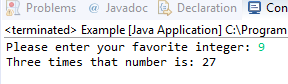 Problems @ Javadoc Declaration Con
<terminated> Example [Java Application] C:\Program
Please enter your favorite integer: 9
Three times that number is: 27